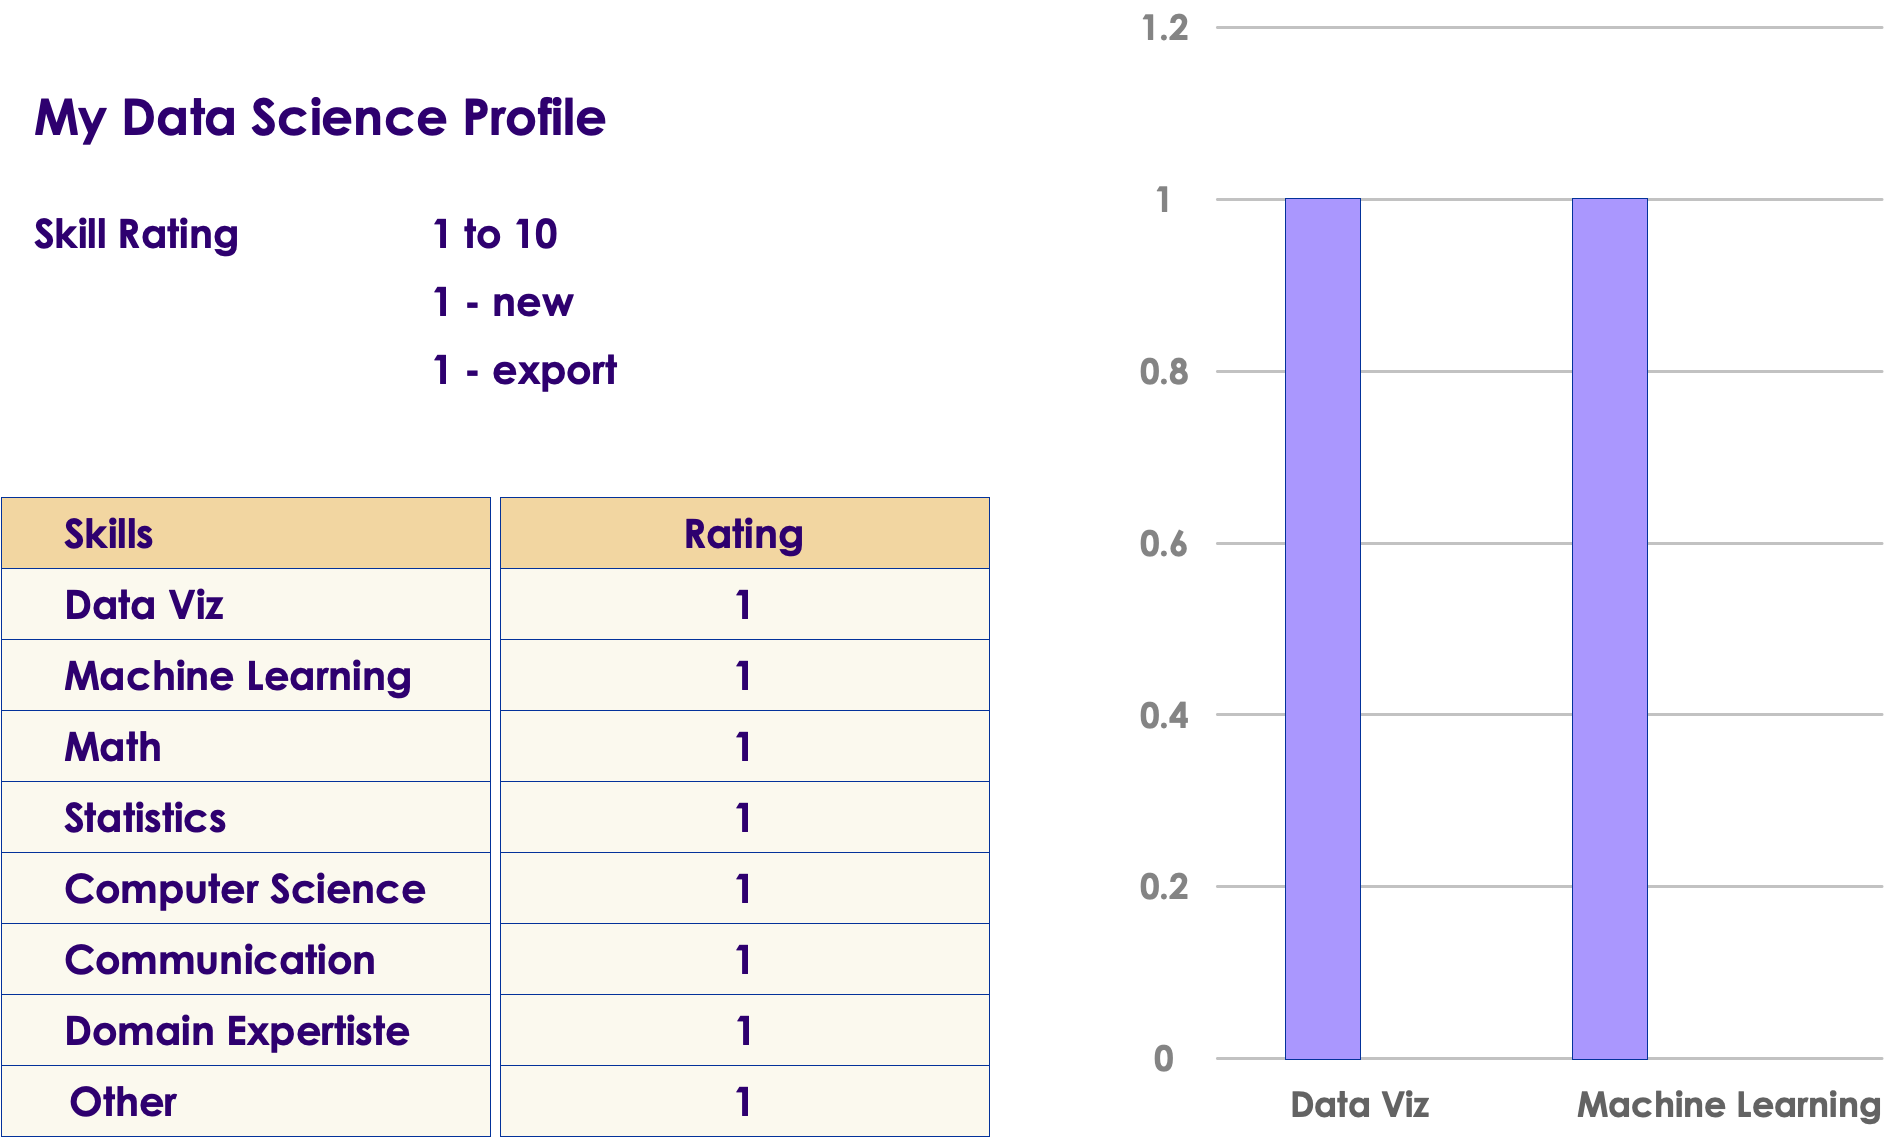 My Data Science Profile
Skill Rating 1 to 10
1 - new
1 - export
Skills Rating
Data Viz 1
Machine Learning 1
Math 1
Statistics 1
Computer Science 1
Communication 1
Domain Expertiste 1
Other 1
1.2
1
0.8
0.6
0.4
0.2
0
Data Viz Machine Learning